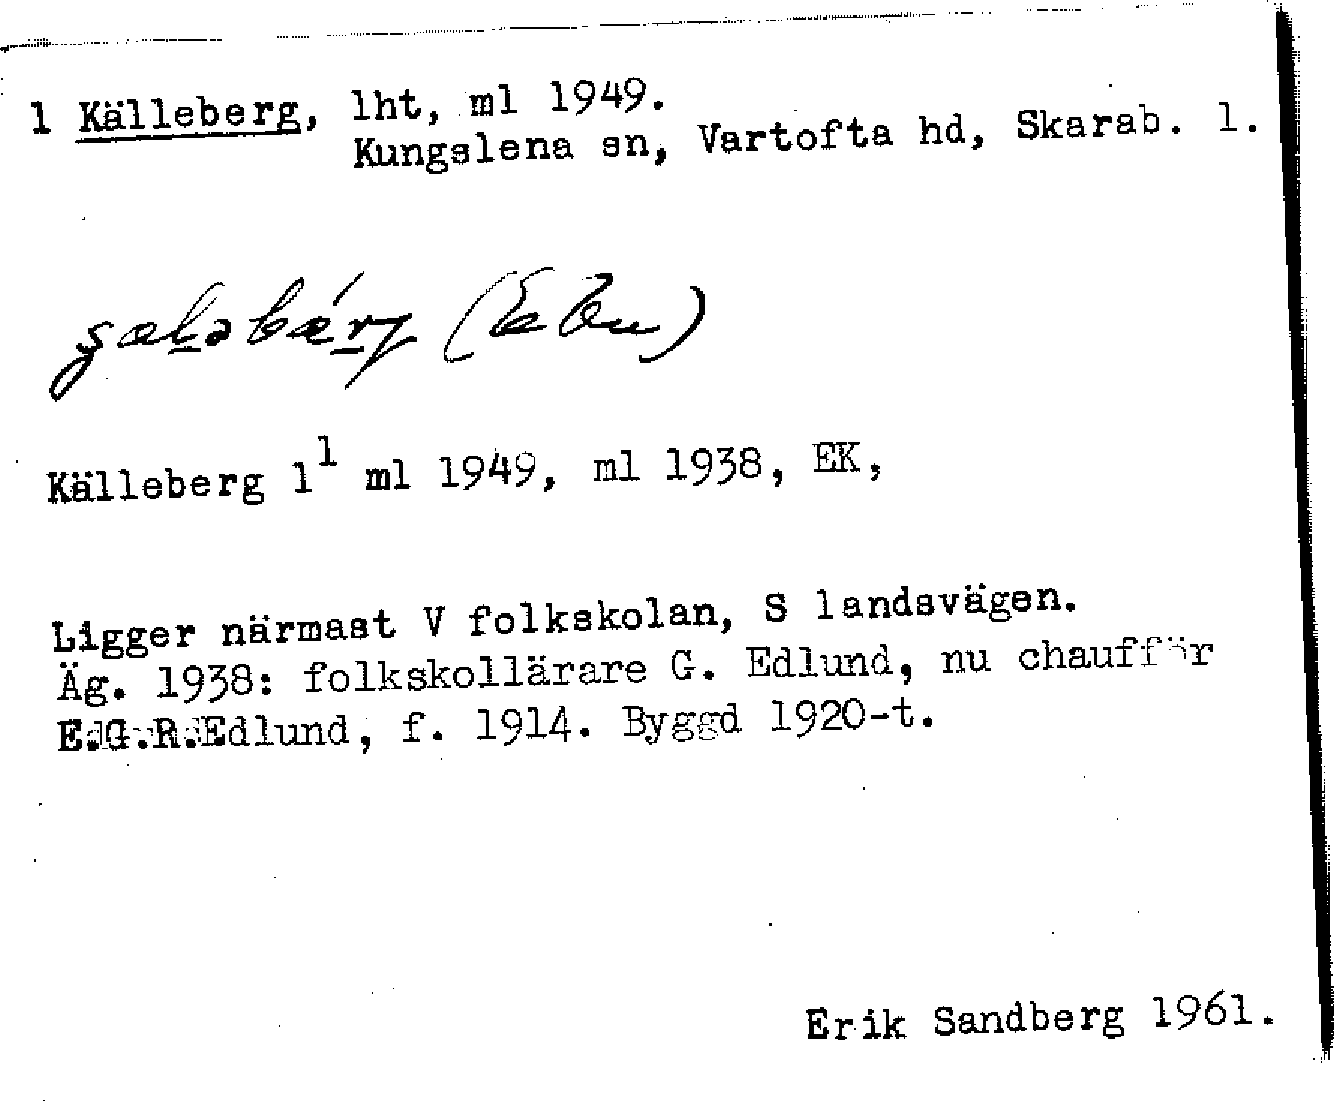 1 Källeberg, lht, ml 1949.
Kungslena sn, Vartofta hd, Skarab. l.
Källeberg 1¹ ml 1949, ml 1938, EK,
Ligger närmast V folkskolan, S landsvägen.
Äg. 1938: folkskollärare G. Edlund, nu chaufför
E.G.R.Edlund, f. 1914. Byggd 1920-t.
Erik Sandberg 1961.